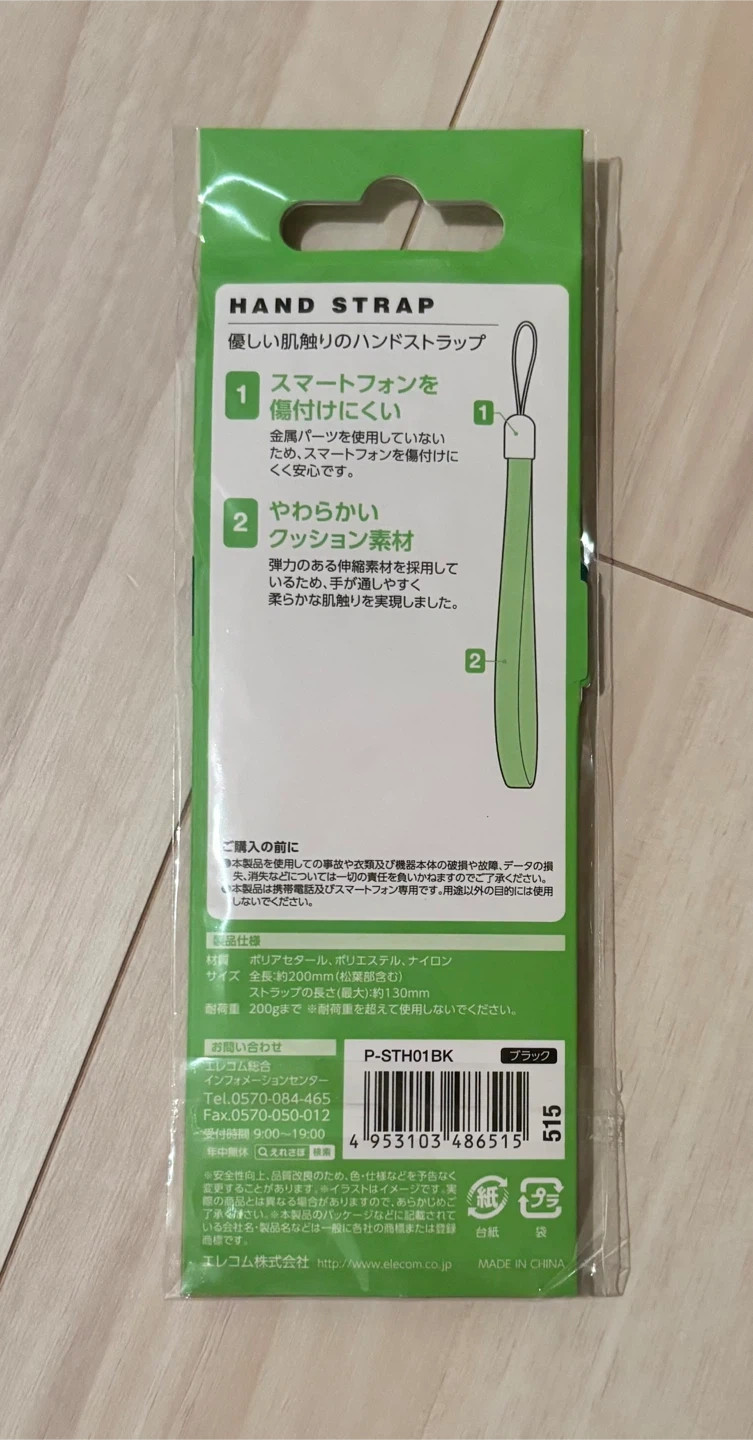 HAND STRAP
優しい肌触りのハンドストラップ
1 スマートフォンを
傷付けにくい
金属パーツを使用していない
ため、スマートフォンを傷付けに
くく安心です。
1
2 やわらかい
クッション素材
弾力のある伸縮素材を採用して
いるため、手が通しやすく
柔らかな肌触りを実現しました。
2
ご購入の前に
●本製品を使用しての事故や衣類及び機器本体の破損や故障、データの損
失、消失などについては一切の責任を負いかねますのでご了承ください。
●本製品は携帯電話及びスマートフォン専用です。用途以外の目的には使用
しないでください。
製品仕様
材質 ポリアセタール、ポリエステル、ナイロン
サイズ 全長:約200mm(松葉部含む)
ストラップの長さ(最大):約130mm
耐荷重 200gまで ※耐荷重を超えて使用しないでください。
お問い合わせ
エレコム総合
インフォメーションセンター
Tel.0570-084-465
Fax.0570-050-012
受付時間 9:00〜19:00
年中無休 えれさぽ 検索
P-STH01BK ブラック
4 953103 486515
515
※安全性向上、品質改良のため、色・仕様などを予告なく
変更することがあります。※イラストはイメージです。実
際の商品とは異なる場合がありますので、あらかじめご
了承ください。※本製品のパッケージなどに記載されて
いる会社名・製品名などは一般に各社の商標または登録
商標です。
紙
台紙
プラ
袋
エレコム株式会社 http://www.elecom.co.jp MADE IN CHINA